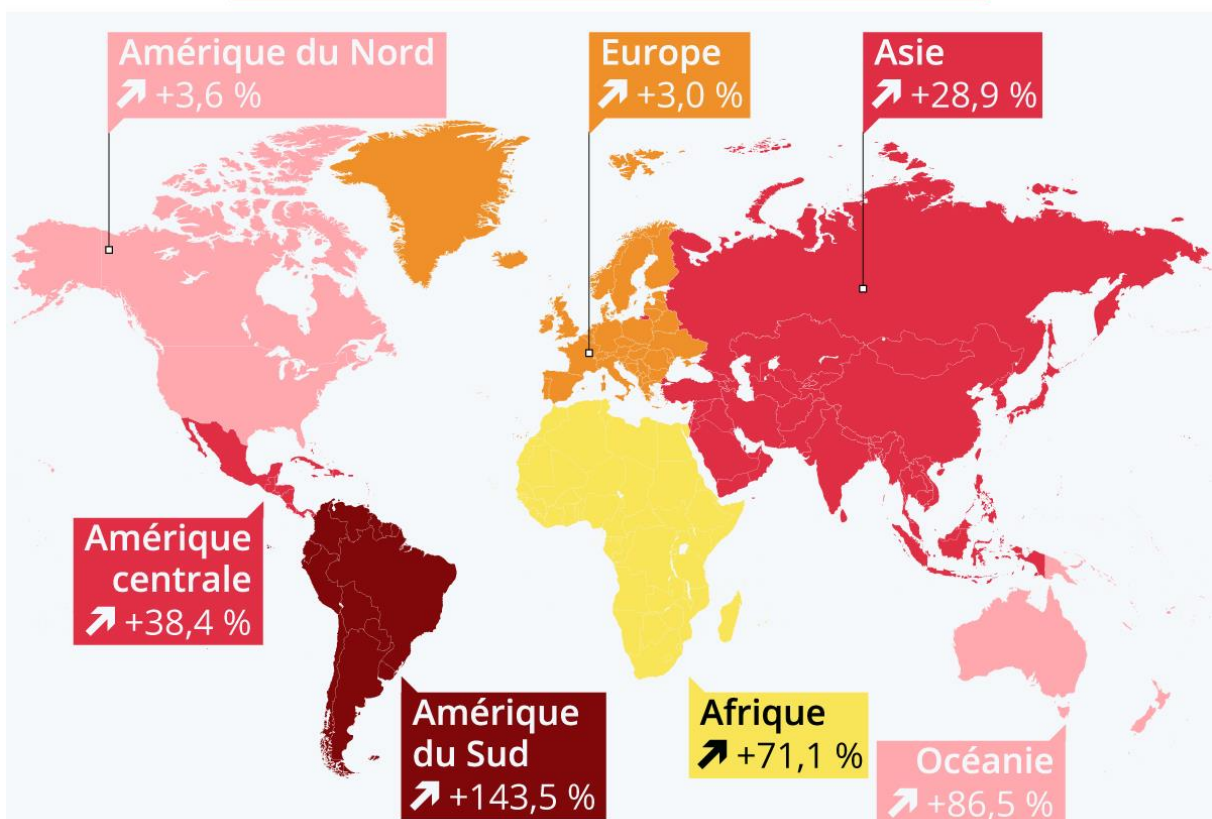 Amérique du Nord
+3,6 %
Europe
+3,0 %
Asie
+28,9 %
Amérique
centrale
+38,4 %
Amérique
du Sud
+143,5 %
Afrique
+71,1 %
Océanie
+86,5 %